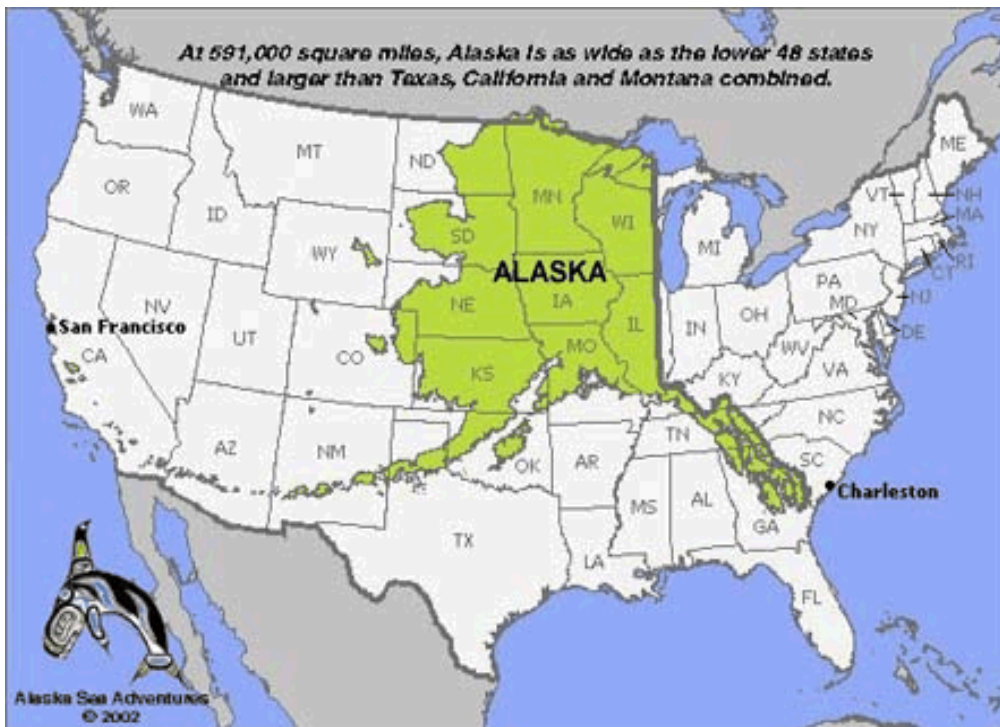 At 591,000 square miles, Alaska is as wide as the lower 48 states
and larger than Texas, California and Montana combined.
WA
MT
ND
ME
OR
ID
MN
VT
NH
MA
SD
WI
NY
WY
MI
RI
CT
ALASKA
PA
NJ
NV
NE
IA
OH
MD
San Francisco
UT
IL
IN
DE
CA
CO
MO
WV
KS
KY
VA
NC
AZ
NM
TN
OK
AR
SC
Charleston
MS
AL
GA
TX
LA
FL
Alaska Sea Adventures
© 2002